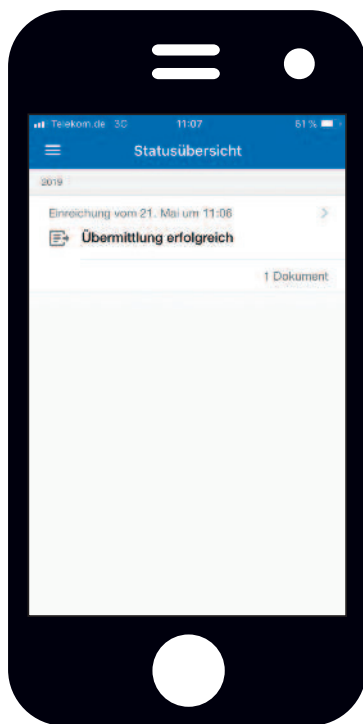 Telekom.de 3G 11:07 61 %
Statusübersicht
2019
Einreichung vom 21. Mai um 11:06
Übermittlung erfolgreich
1 Dokument